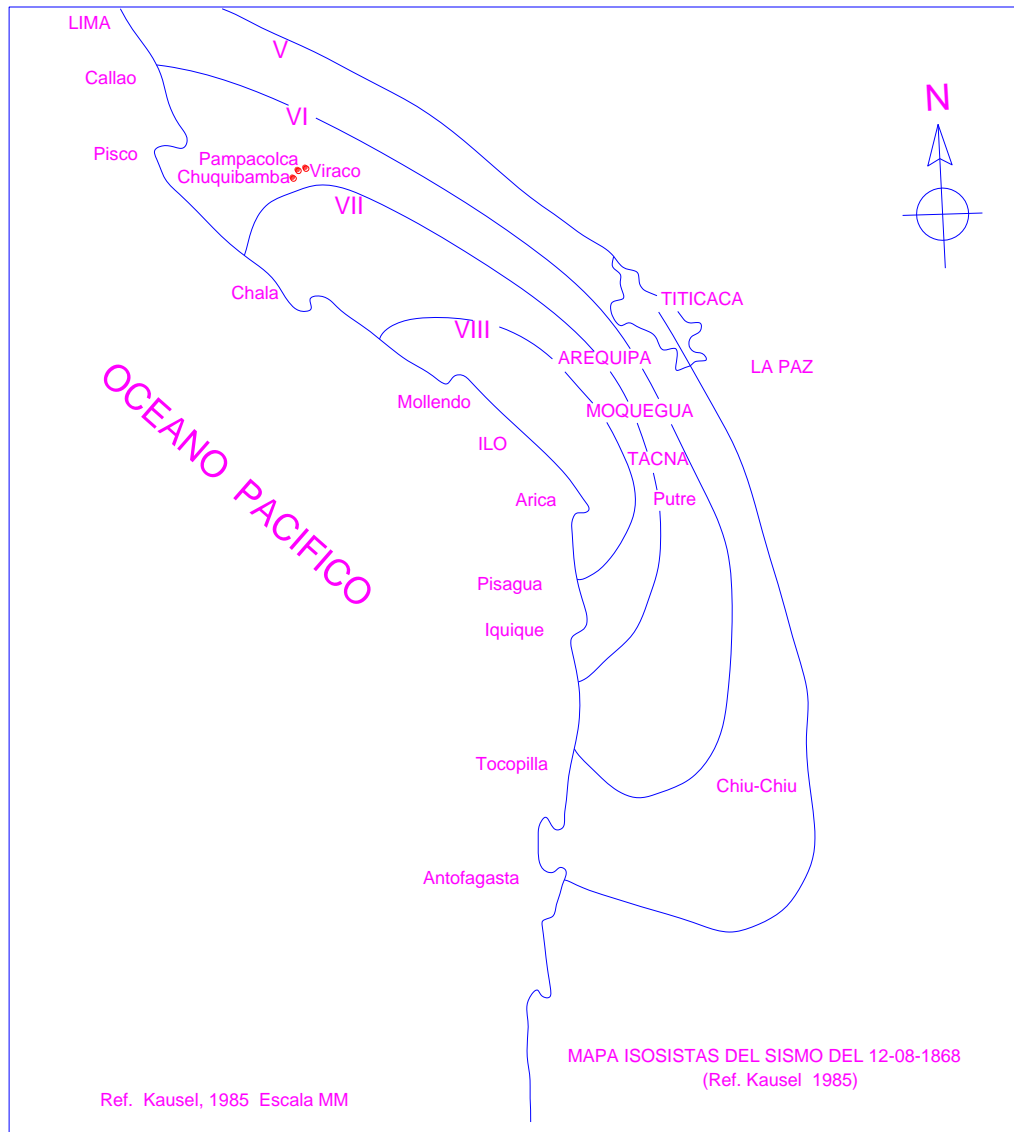 LIMA
V
Callao
N
VI
Pisco
Pampacolca
Viraco
Chuquibamba
VII
Chala
TITICACA
VIII
AREQUIPA
LA PAZ
OCEANO PACIFICO
Mollendo
MOQUEGUA
ILO
TACNA
Arica
Putre
Pisagua
Iquique
Tocopilla
Chiu-Chiu
Antofagasta
MAPA ISOSISTAS DEL SISMO DEL 12-08-1868
(Ref. Kausel 1985)
Ref. Kausel, 1985 Escala MM